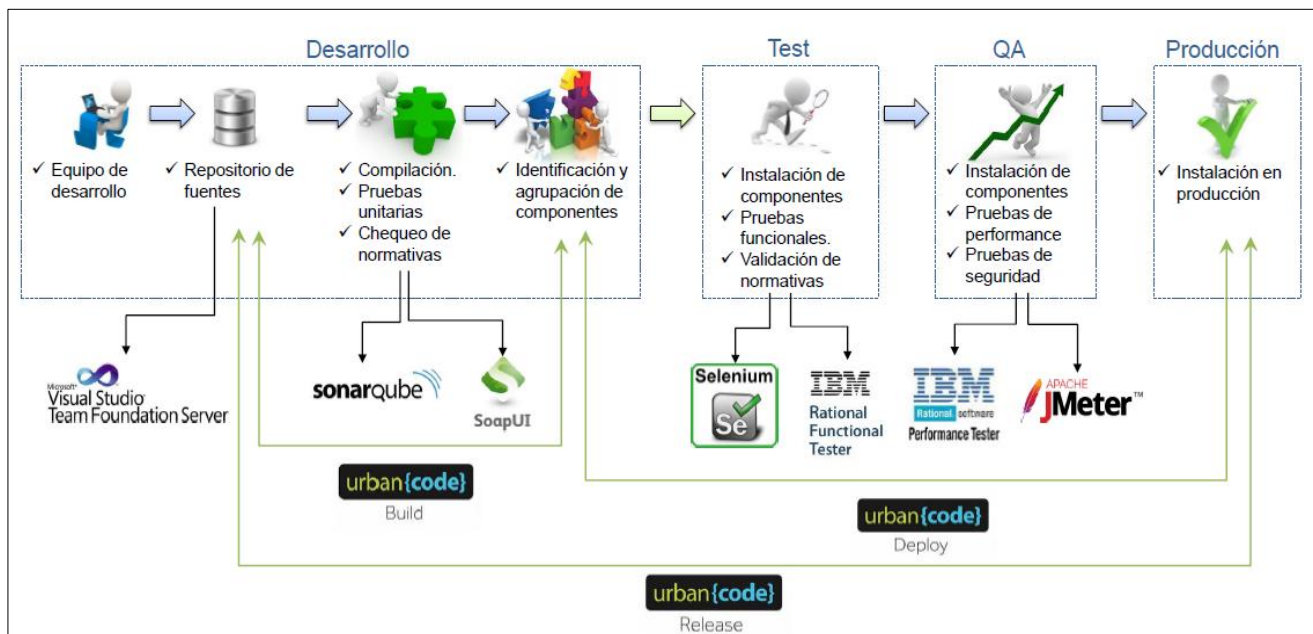 Desarrollo
Test
QA
Producción
✓ Equipo de
desarrollo
✓ Repositorio de
fuentes
✓ Compilación.
✓ Pruebas
unitarias
✓ Chequeo de
normativas
✓ Identificación y
agrupación de
componentes
✓ Instalación de
componentes
✓ Pruebas
funcionales.
✓ Validación de
normativas
✓ Instalación de
componentes
✓ Pruebas de
performance
✓ Pruebas de
seguridad
✓ Instalación en
producción
Microsoft
Visual Studio
Team Foundation Server
sonarqube
SoapUI
Selenium
Se
IBM
Rational
Functional
Tester
IBM
Rational software
Performance Tester
APACHE
JMeter™
urban{code}
Build
urban{code}
Deploy
urban{code}
Release